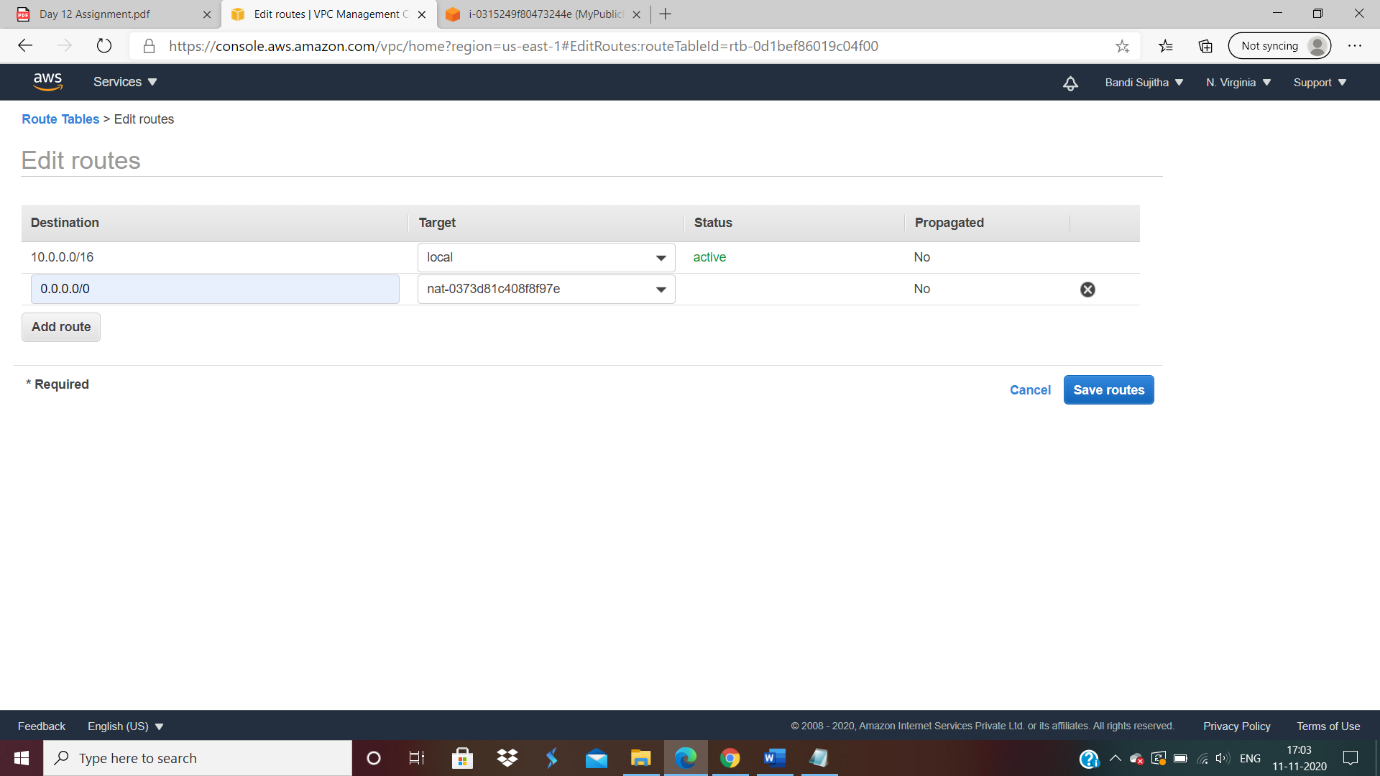 Day 12 Assignment.pdf
Edit routes | VPC Management C
i-0315249f80473244e (MyPublicI
https://console.aws.amazon.com/vpc/home?region=us-east-1#EditRoutes:routeTableId=rtb-0d1bef86019c04f00
Not syncing
aws
Services
Bandi Sujitha
N. Virginia
Support
Route Tables > Edit routes
Edit routes
Destination Target Status Propagated
10.0.0.0/16 local active No
0.0.0.0/0 nat-0373d81c408f8f97e No
Add route
* Required
Cancel
Save routes
Feedback
English (US)
© 2008 - 2020, Amazon Internet Services Private Ltd. or its affiliates. All rights reserved.
Privacy Policy
Terms of Use
Type here to search
ENG
17:03
11-11-2020